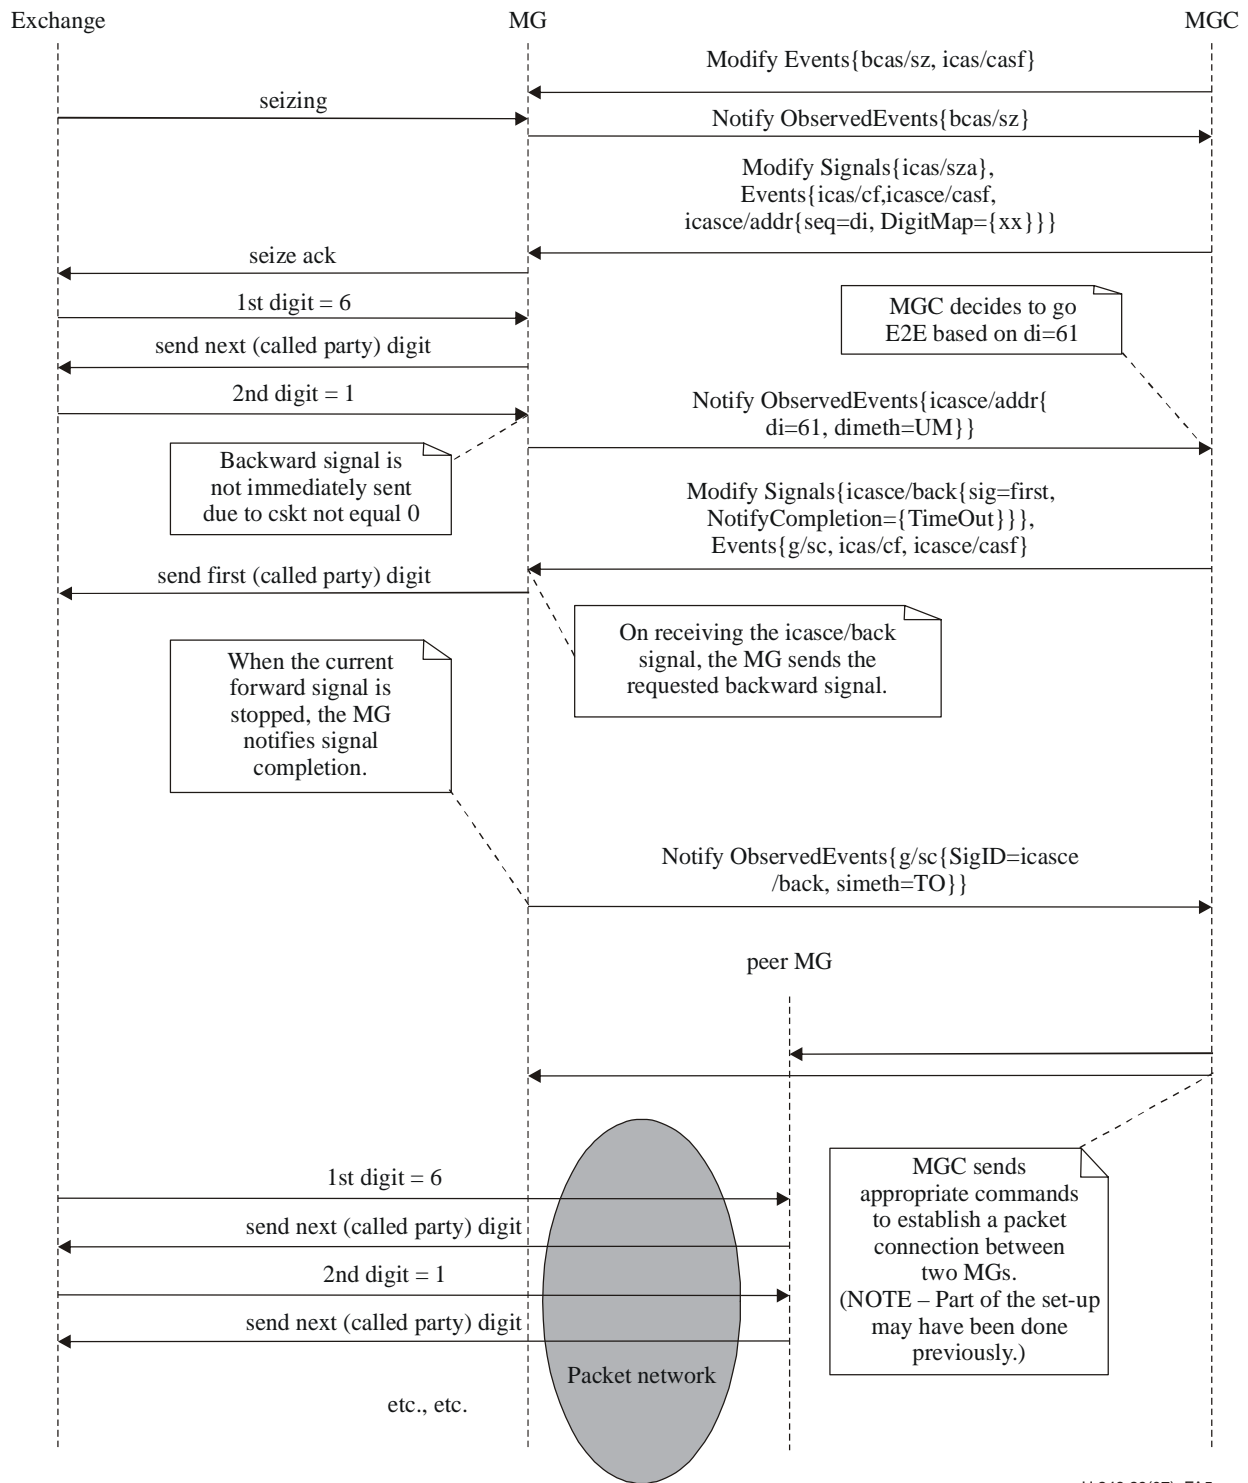 Exchange
MG
MGC
Modify Events{bcas/sz, icas/casf}
seizing
Notify ObservedEvents{bcas/sz}
Modify Signals{icas/sza},
Events{icas/cf,icasce/casf,
icasce/addr{seq=di, DigitMap={xx}}}
seize ack
1st digit = 6
MGC decides to go
E2E based on di=61
send next (called party) digit
2nd digit = 1
Notify ObservedEvents{icasce/addr{
di=61, dimeth=UM}}
Backward signal is
not immediately sent
due to cskt not equal 0
Modify Signals{icasce/back{sig=first,
NotifyCompletion={TimeOut}}},
Events{g/sc, icas/cf, icasce/casf}
send first (called party) digit
On receiving the icasce/back
signal, the MG sends the
requested backward signal.
When the current
forward signal is
stopped, the MG
notifies signal
completion.
Notify ObservedEvents{g/sc{SigID=icasce
/back, simeth=TO}}
peer MG
1st digit = 6
send next (called party) digit
2nd digit = 1
send next (called party) digit
MGC sends
appropriate commands
to establish a packet
connection between
two MGs.
(NOTE – Part of the set-up
may have been done
previously.)
Packet network
etc., etc.